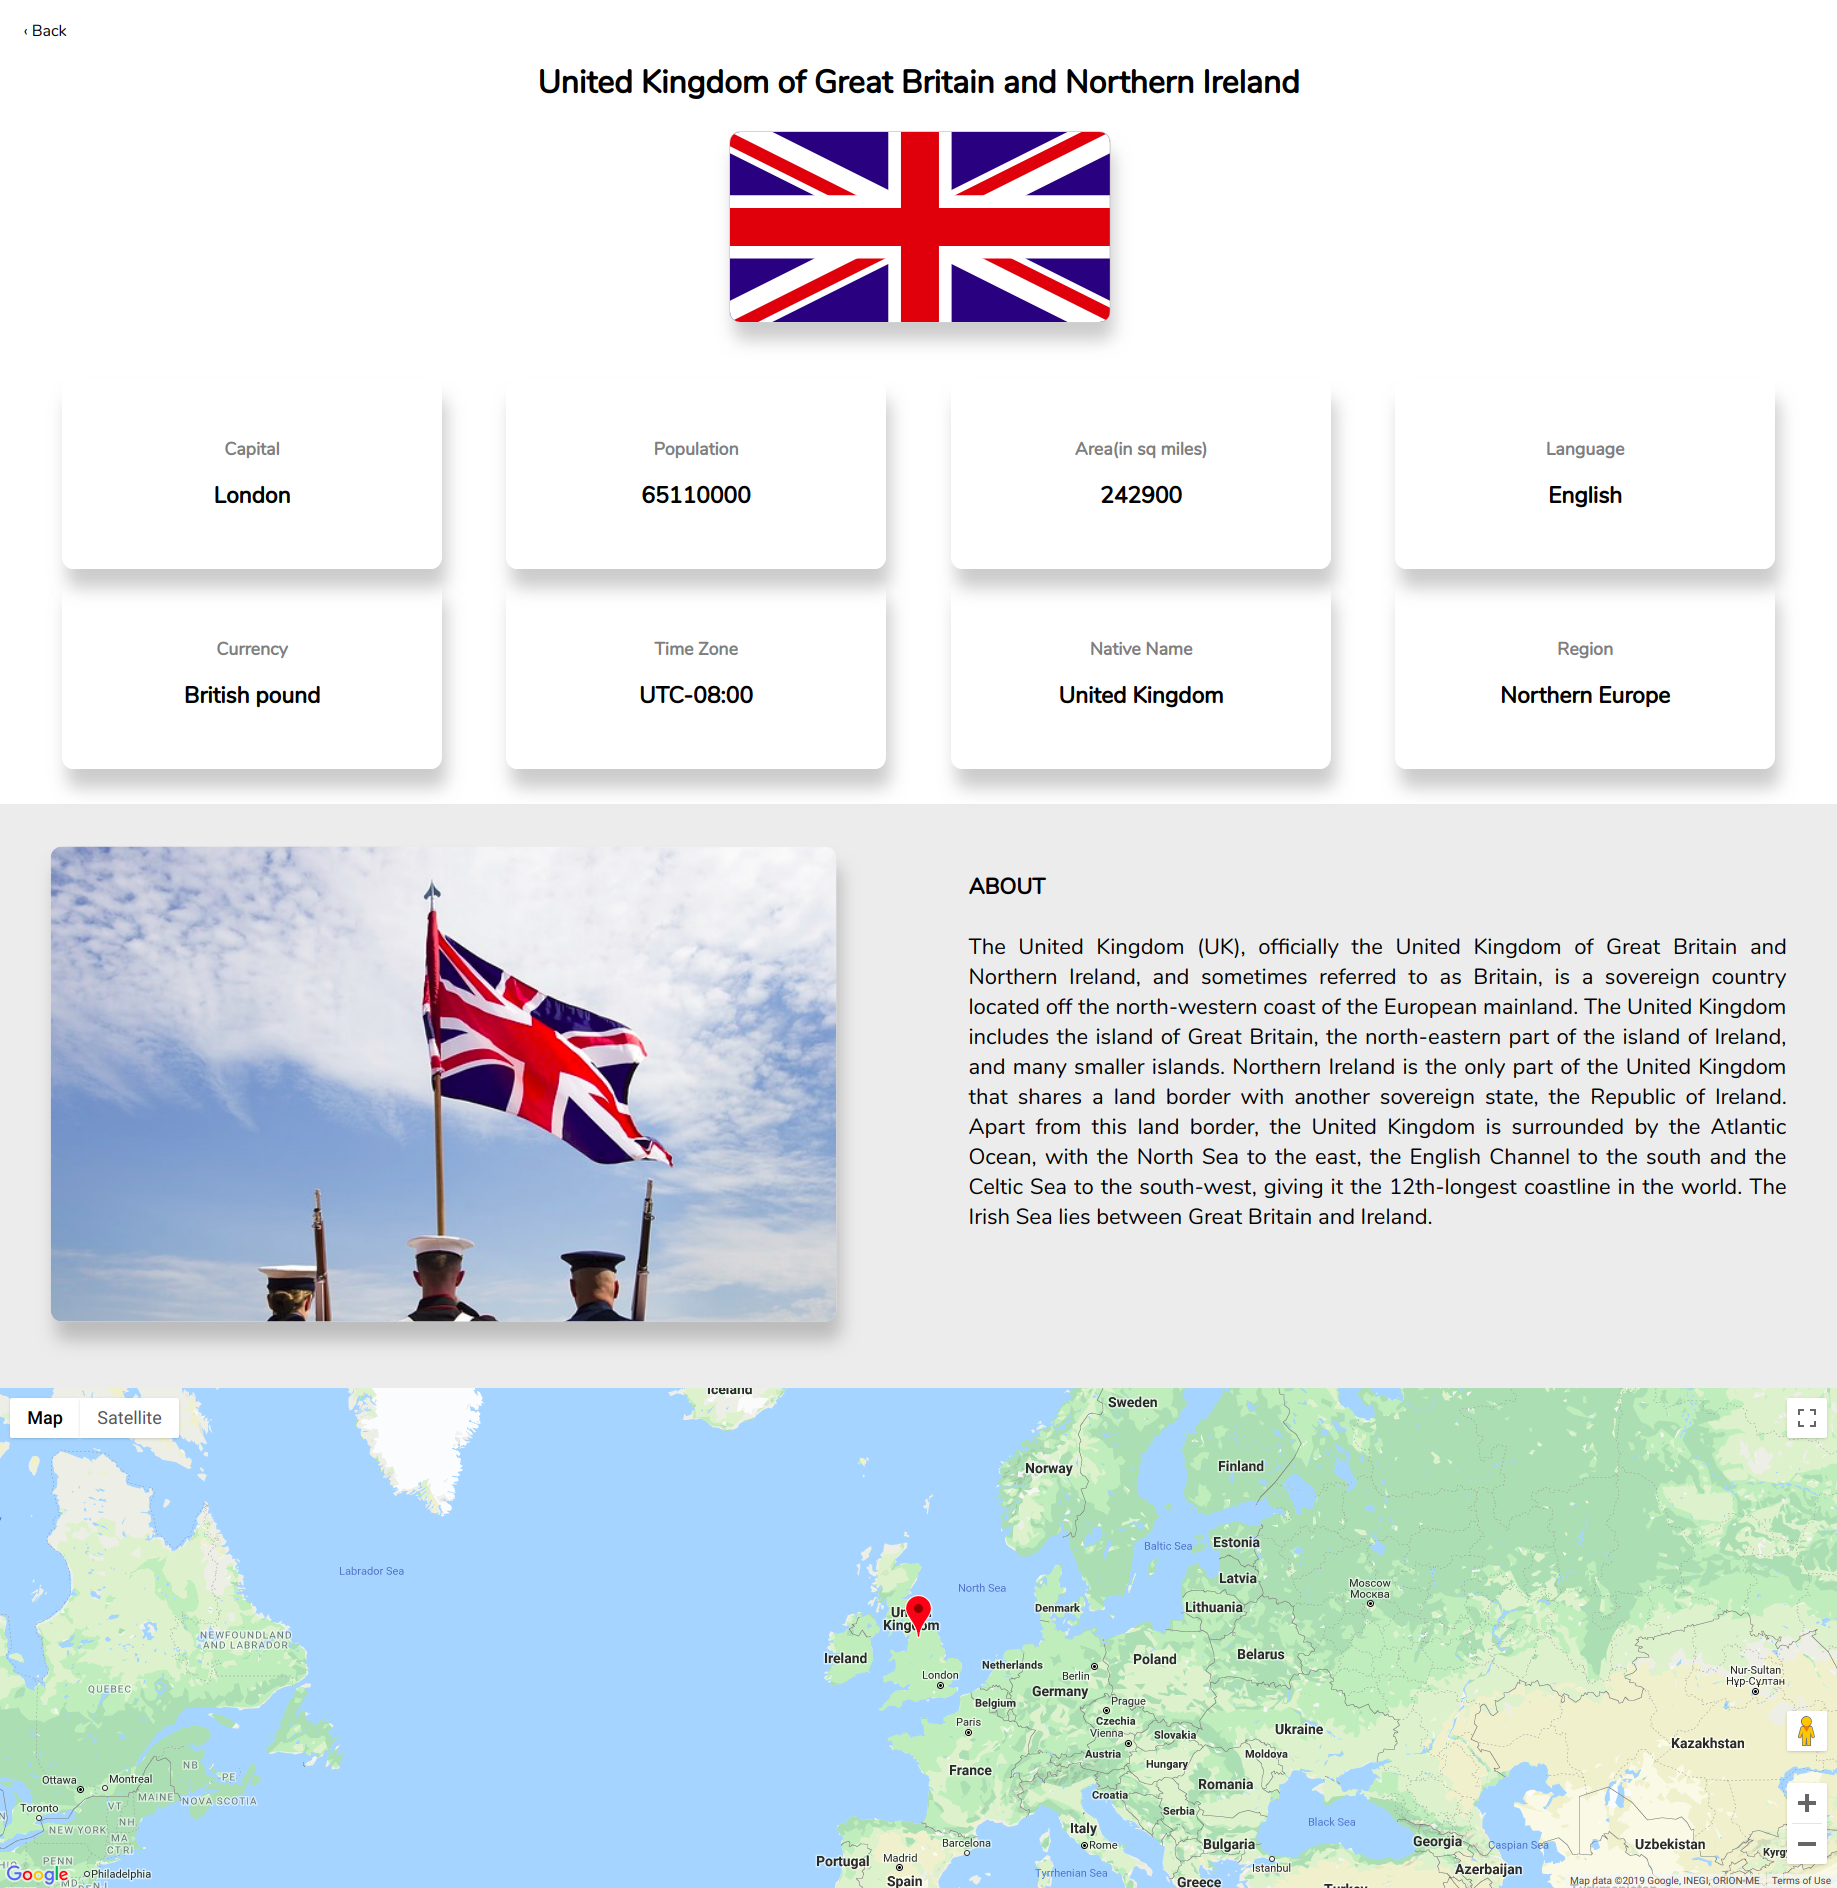 ‹ Back
United Kingdom of Great Britain and Northern Ireland
Capital
London
Population
65110000
Area(in sq miles)
242900
Language
English
Currency
British pound
Time Zone
UTC-08:00
Native Name
United Kingdom
Region
Northern Europe
ABOUT
The United Kingdom (UK), officially the United Kingdom of Great Britain and
Northern Ireland, and sometimes referred to as Britain, is a sovereign country
located off the north-western coast of the European mainland. The United Kingdom
includes the island of Great Britain, the north-eastern part of the island of Ireland,
and many smaller islands. Northern Ireland is the only part of the United Kingdom
that shares a land border with another sovereign state, the Republic of Ireland.
Apart from this land border, the United Kingdom is surrounded by the Atlantic
Ocean, with the North Sea to the east, the English Channel to the south and the
Celtic Sea to the south-west, giving it the 12th-longest coastline in the world. The
Irish Sea lies between Great Britain and Ireland.
Map
Satellite
Iceland
Sweden
Norway
Finland
Baltic Sea
Estonia
Labrador Sea
North Sea
Latvia
Moscow
Москва
Denmark
Lithuania
Kingdom
NEWFOUNDLAND
AND LABRADOR
Ireland
Netherlands
Poland
Belarus
London
Berlin
Nur-Sultan
Нұр-Сұлтан
QUEBEC
Germany
Belgium
Prague
Paris
Czechia
Vienna
Slovakia
Ukraine
Kazakhstan
Austria
Moldova
NB
Hungary
France
PE
Ottawa
Montreal
Romania
MAINE
NOVA SCOTIA
Croatia
Toronto
VT
Serbia
NH
Black Sea
NEW YORK
Italy
MA
Barcelona
Rome
Bulgaria
Georgia
Caspian Sea
Uzbekistan
CT
RI
PENN
Portugal
Madrid
Istanbul
Azerbaijan
Google
Philadelphia
Tyrrhenian Sea
MD
NJ
Spain
Greece
Map data ©2019 Google, INEGI, ORION-ME
Terms of Use